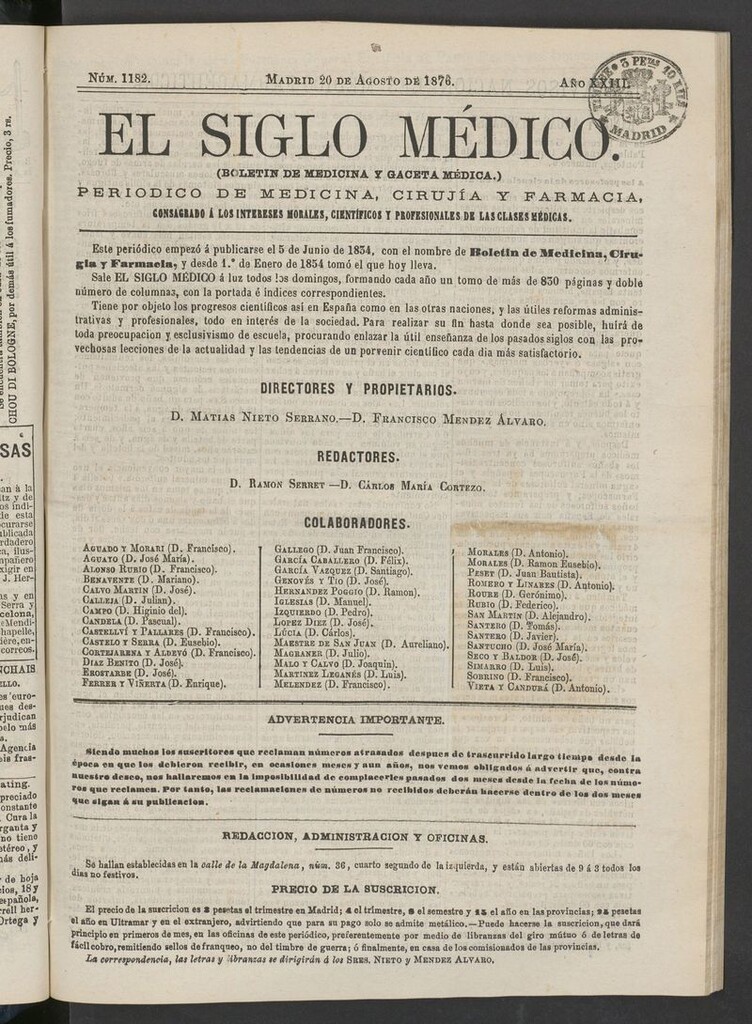 NÚM. 1182. MADRID 20 DE AGOSTO DE 1876. AÑO XXIII.
3 PEtas 10
MADRID
EL SIGLO MÉDICO.
(BOLETIN DE MEDICINA Y GACETA MÉDICA.)
PERIODICO DE MEDICINA, CIRUJÍA Y FARMACIA,
CONSAGRADO Á LOS INTERESES MORALES, CIENTÍFICOS Y PROFESIONALES DE LAS CLASES MÉDICAS.
Este periódico empezó á publicarse el 5 de Junio de 1834, con el nombre de Boletin de Medicina, Ciru-
gía y Farmacia, y desde 1.° de Enero de 1854 tomó el que hoy lleva.
Sale EL SIGLO MÉDICO á luz todos los domingos, formando cada año un tomo de más de 830 páginas y doble
número de columnas, con la portada é índices correspondientes.
Tiene por objeto los progresos científicos así en España como en las otras naciones, y las útiles reformas adminis-
trativas y profesionales, todo en interés de la sociedad. Para realizar su fin hasta donde sea posible, huirá de
toda preocupacion y esclusivismo de escuela, procurando enlazar la útil enseñanza de los pasados siglos con las pro-
vechosas lecciones de la actualidad y las tendencias de un porvenir científico cada dia más satisfactorio.
DIRECTORES Y PROPIETARIOS.
D. MATIAS NIETO SERRANO.—D. FRANCISCO MENDEZ ÁLVARO.
REDACTORES.
D. RAMON SERRET —D. CÁRLOS MARÍA CORTEZO.
COLABORADORES.
AGUADO Y MORARI (D. Francisco).
AGUATO (D. José María).
ALONSO RUBIO (D. Francisco).
BENAVENTE (D. Mariano).
CALVO MARTIN (D. José).
CALLEJA (D. Julian).
CAMPO (D. Higinio del).
CANDELA (D. Pascual).
CASTELLVÍ Y PALLARES (D. Francisco).
CASTELO Y SERRA (D. Eusebio).
CORTEJARENA Y ALDEVÓ (D. Francisco).
DIAZ BENITO (D. José).
EROSTARBE (D. José).
FERRER Y VIÑERTA (D. Enrique).
GALLEGO (D. Juan Francisco).
GARCÍA CABALLERO (D. Félix).
GARCÍA VAZQUEZ (D. Santiago).
GENOVÉS Y TIO (D. José).
HERNANDEZ POGGIO (D. Ramon).
IGLESIAS (D. Manuel).
IZQUIERDO (D. Pedro).
LOPEZ DIEZ (D. José).
LÚCIA (D. Cárlos).
MAESTRE DE SAN JUAN (D. Aureliano).
MAGRANER (D. Julio).
MALO Y CALVO (D. Joaquin).
MARTINEZ LEGANÉS (D. Luis).
MELENDEZ (D. Francisco).
MORALES (D. Antonio).
MORALES (D. Ramon Eusebio).
PESET (D. Juan Bautista).
ROMERO Y LINARES (D. Antonio).
ROURE (D. Gerónimo).
RUBIO (D. Federico).
SAN MARTIN (D. Alejandro).
SANTERO (D. Tomás).
SANTERO (D. Javier).
SANTUCHO (D. José María).
SECO Y BALDOR (D. José).
SIMARRO (D. Luis).
SOBRINO (D. Francisco).
VIETA Y CANDURÁ (D. Antonio).
ADVERTENCIA IMPORTANTE.
Siendo muchos los suscritores que reclaman números atrasados despues de trascurrido largo tiempo desde la
época en que los debieron recibir, en ocasiones meses y aun años, nos vemos obligados á advertir que, contra
nuestro deseo, nos hallaremos en la imposibilidad de complacerles pasados dos meses desde la fecha de los núme-
ros que reclamen. Por tanto, las reclamaciones de números no recibidos deberán hacerse dentro de los dos meses
que sigan á su publicacion.
REDACCION, ADMINISTRACION Y OFICINAS.
Se hallan establecidas en la calle de la Magdalena, núm. 36, cuarto segundo de la izquierda, y están abiertas de 9 á 3 todos los
dias no festivos.
PRECIO DE LA SUSCRICION.
El precio de la suscricion es 3 pesetas el trimestre en Madrid; 4 el trimestre, 8 el semestre y 15 el año en las provincias; 25 pesetas
el año en Ultramar y en el extranjero, advirtiendo que para su pago solo se admite metálico.—Puede hacerse la suscricion, que dará
principio en primeros de mes, en las oficinas de este periódico, preferentemente por medio de libranzas del giro mútuo ó de letras de
fácil cobro, remitiendo sellos de franqueo, no del timbre de guerra; ó finalmente, en casa de los comisionados de las provincias.
La correspondencia, las letras y libranzas se dirigirán á los SRES. NIETO Y MENDEZ ALVARO.
CHOU DI BOLOGNE, por demás útil á los fumadores. Precio, 3 rs.
SAS